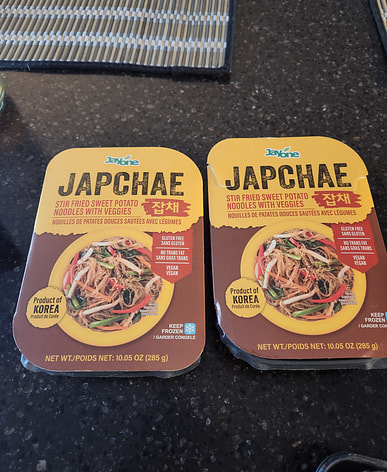 Jayone
JAPCHAE
STIR FRIED SWEET POTATO
NOODLES WITH VEGGIES
잡채
NOUILLES DE PATATES DOUCES SAUTÉES AVEC LÉGUMES
GLUTEN FREE
SANS GLUTEN
NO TRANS FAT
SANS GRAS TRANS
VEGAN
VEGAN
Product of
KOREA
Produit de Corée
KEEP
FROZEN
/ GARDER CONGELÉ
NET WT./POIDS NET: 10.05 OZ (285 g)
Jayone
JAPCHAE
STIR FRIED SWEET POTATO
NOODLES WITH VEGGIES
잡채
NOUILLES DE PATATES DOUCES SAUTÉES AVEC LÉGUMES
GLUTEN FREE
SANS GLUTEN
NO TRANS FAT
SANS GRAS TRANS
VEGAN
VEGAN
Product of
KOREA
Produit de Corée
KEEP
FROZEN
/ GARDER CONGELÉ
NET WT./POIDS NET: 10.05 OZ (285 g)